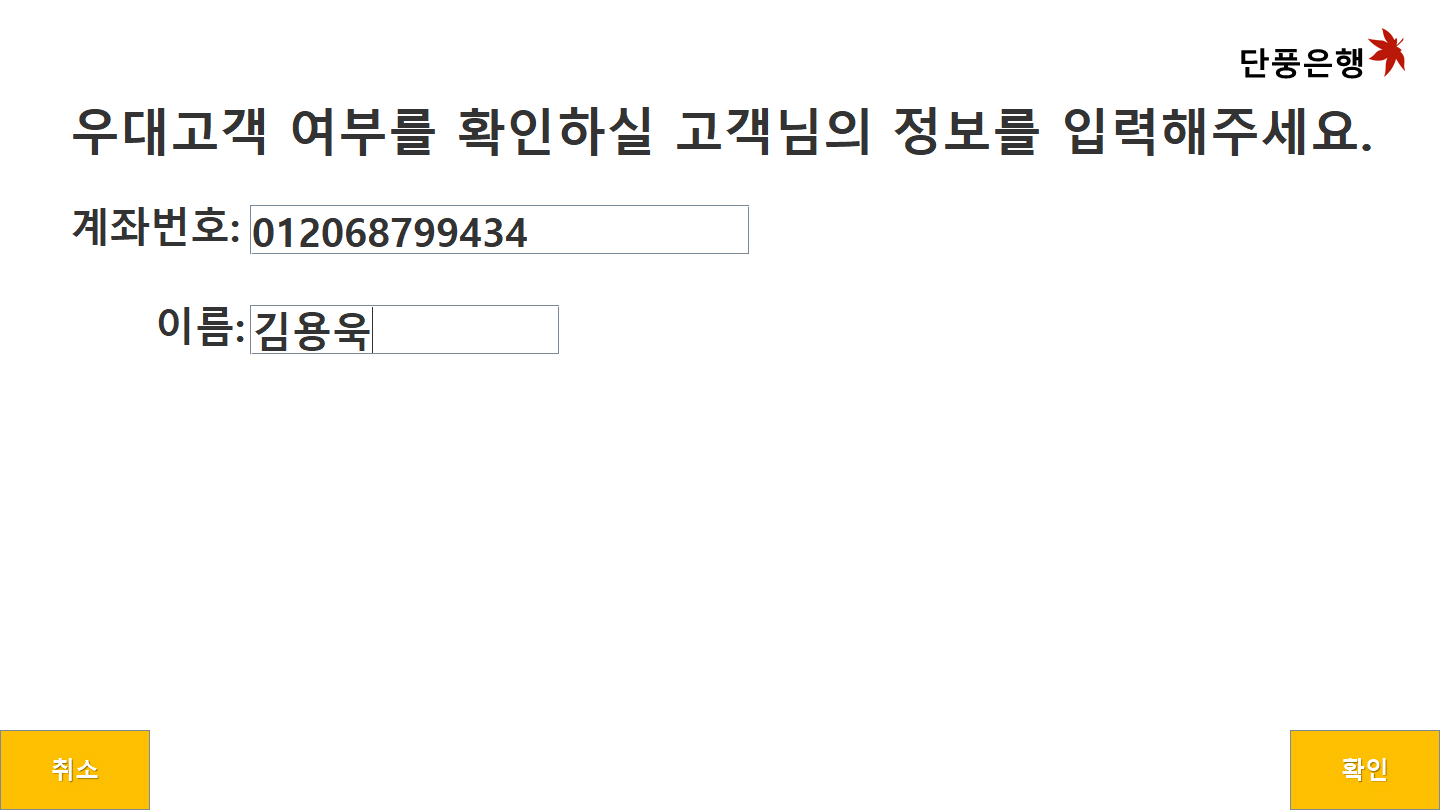 단풍은행
우대고객 여부를 확인하실 고객님의 정보를 입력해주세요.
계좌번호: 012068799434
이름: 김용욱
취소
확인